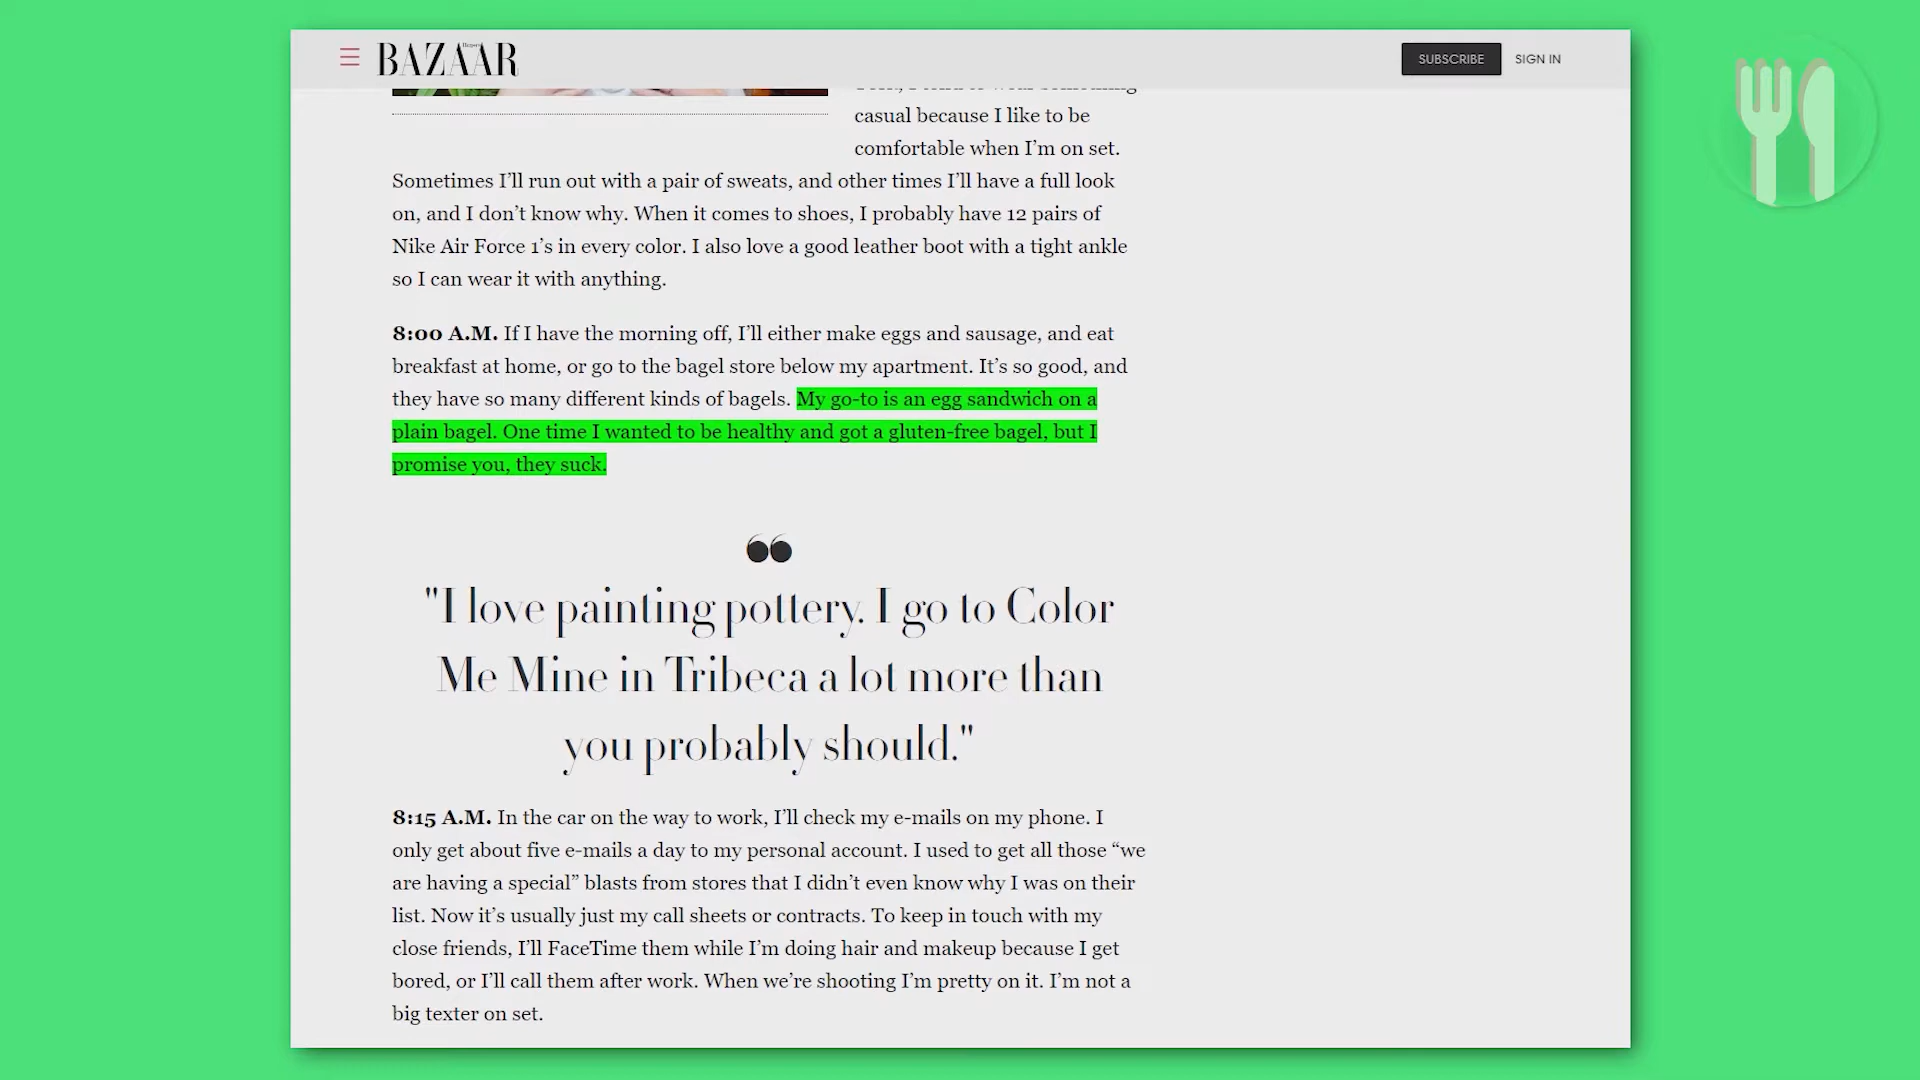 Harper's
BAZAAR
SUBSCRIBE
SIGN IN
casual because I like to be
comfortable when I’m on set.
Sometimes I’ll run out with a pair of sweats, and other times I’ll have a full look
on, and I don’t know why. When it comes to shoes, I probably have 12 pairs of
Nike Air Force 1’s in every color. I also love a good leather boot with a tight ankle
so I can wear it with anything.
8:00 A.M. If I have the morning off, I’ll either make eggs and sausage, and eat
breakfast at home, or go to the bagel store below my apartment. It’s so good, and
they have so many different kinds of bagels. My go-to is an egg sandwich on a
plain bagel. One time I wanted to be healthy and got a gluten-free bagel, but I
promise you, they suck.
"I love painting pottery. I go to Color
Me Mine in Tribeca a lot more than
you probably should."
8:15 A.M. In the car on the way to work, I’ll check my e-mails on my phone. I
only get about five e-mails a day to my personal account. I used to get all those “we
are having a special” blasts from stores that I didn’t even know why I was on their
list. Now it’s usually just my call sheets or contracts. To keep in touch with my
close friends, I’ll FaceTime them while I’m doing hair and makeup because I get
bored, or I’ll call them after work. When we’re shooting I’m pretty on it. I’m not a
big texter on set.